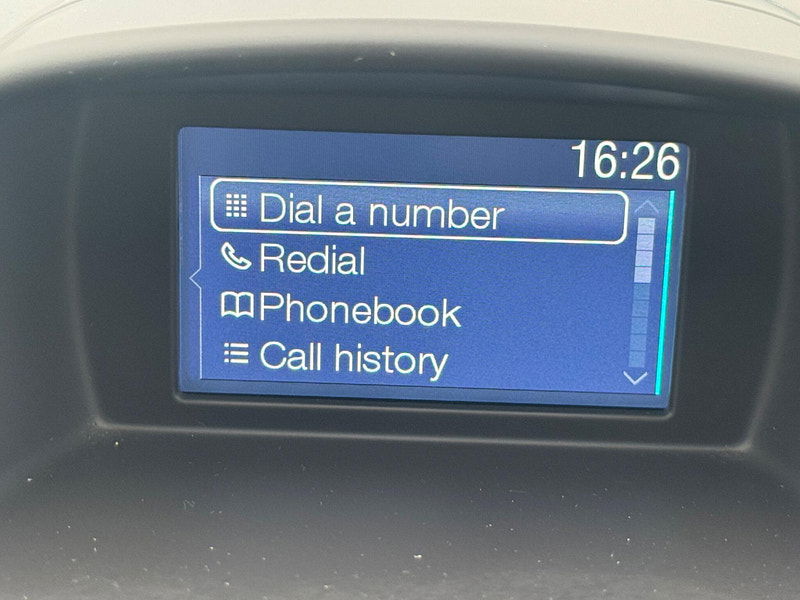 16:26
Dial a number
Redial
Phonebook
Call history